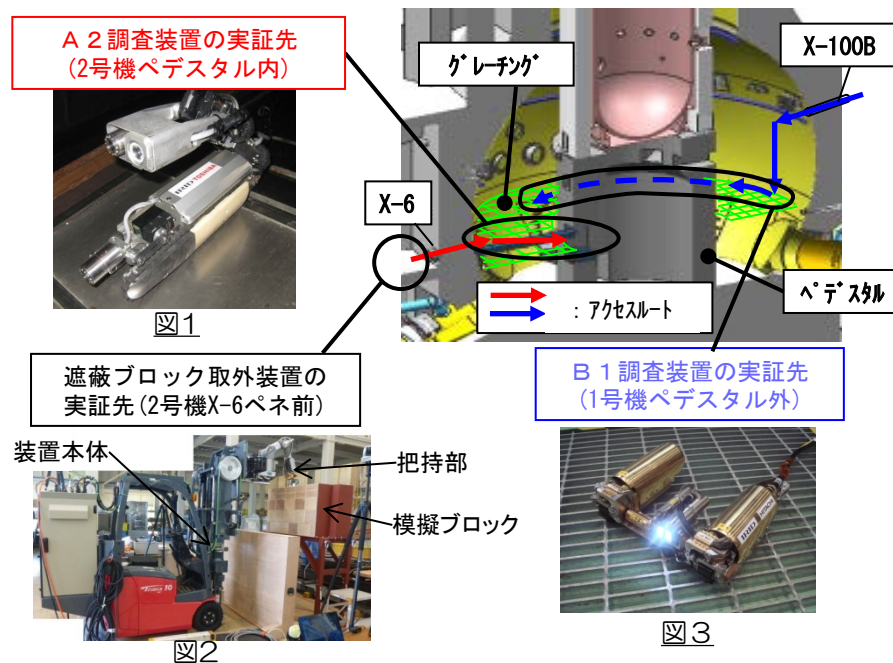 A2調査装置の実証先
(2号機ペデスタル内)
グレーチング
X-100B
X-6
ペデスタル
：アクセスルート
図1
IRID TOSHIBA
遮蔽ブロック取外装置の
実証先(2号機X-6ペネ前)
B1調査装置の実証先
(1号機ペデスタル外)
装置本体
把持部
模擬ブロック
図2
IRID
図3